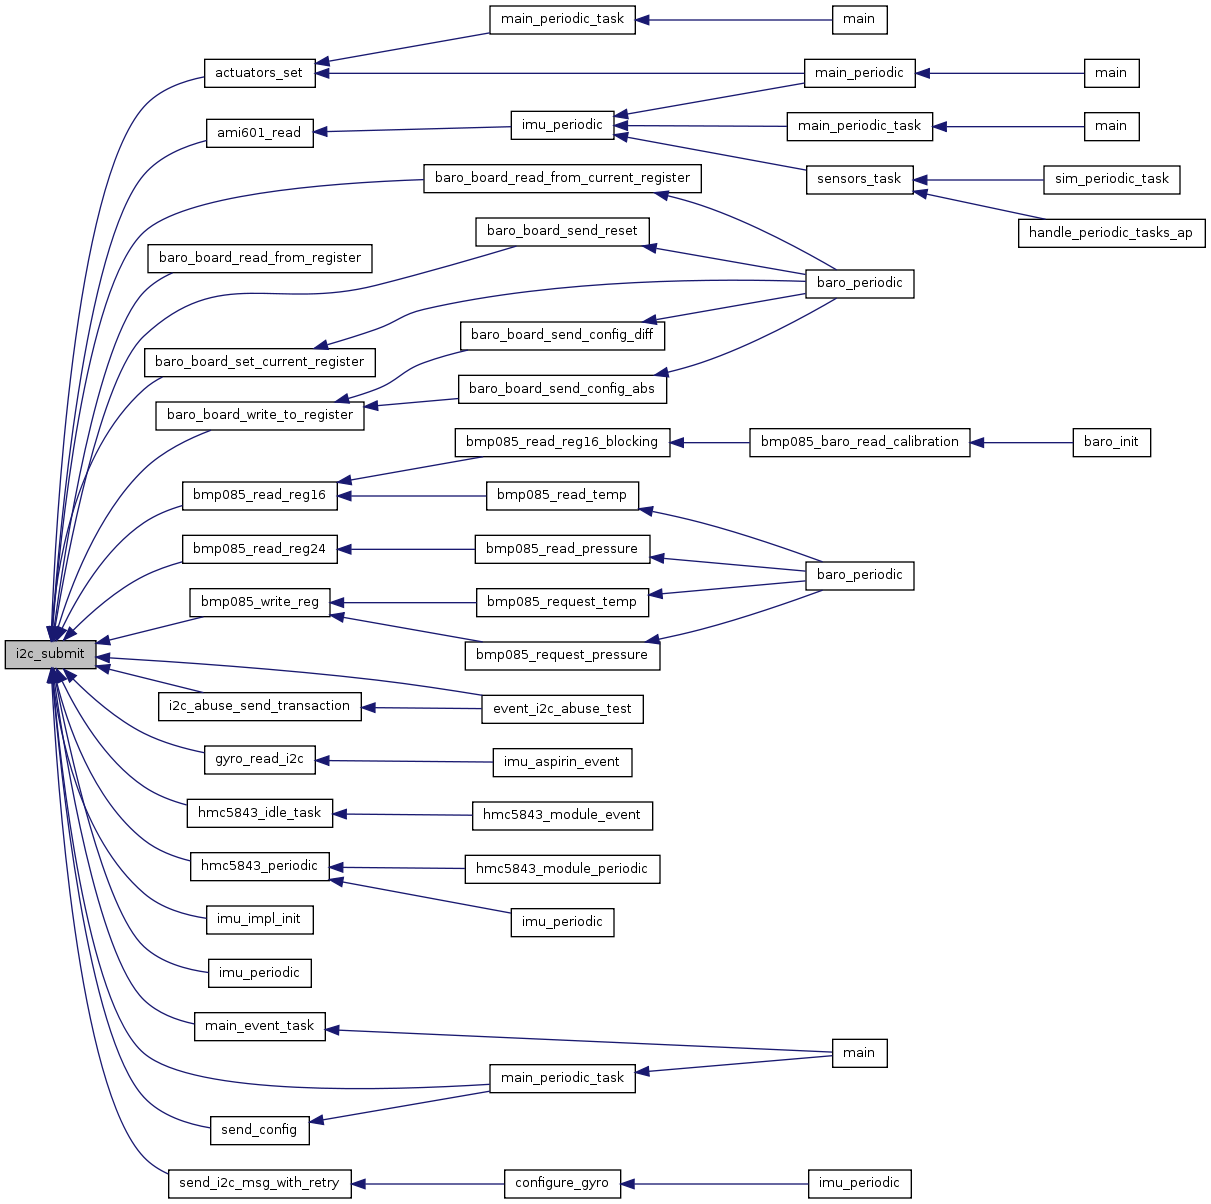 main_periodic_task
main
actuators_set
main_periodic
main
ami601_read
imu_periodic
main_periodic_task
main
baro_board_read_from_current_register
sensors_task
sim_periodic_task
baro_board_send_reset
handle_periodic_tasks_ap
baro_board_read_from_register
baro_periodic
baro_board_send_config_diff
baro_board_set_current_register
baro_board_send_config_abs
baro_board_write_to_register
bmp085_read_reg16_blocking
bmp085_baro_read_calibration
baro_init
bmp085_read_reg16
bmp085_read_temp
bmp085_read_reg24
bmp085_read_pressure
baro_periodic
bmp085_write_reg
bmp085_request_temp
i2c_submit
bmp085_request_pressure
i2c_abuse_send_transaction
event_i2c_abuse_test
gyro_read_i2c
imu_aspirin_event
hmc5843_idle_task
hmc5843_module_event
hmc5843_periodic
hmc5843_module_periodic
imu_impl_init
imu_periodic
imu_periodic
main_event_task
main
main_periodic_task
send_config
send_i2c_msg_with_retry
configure_gyro
imu_periodic